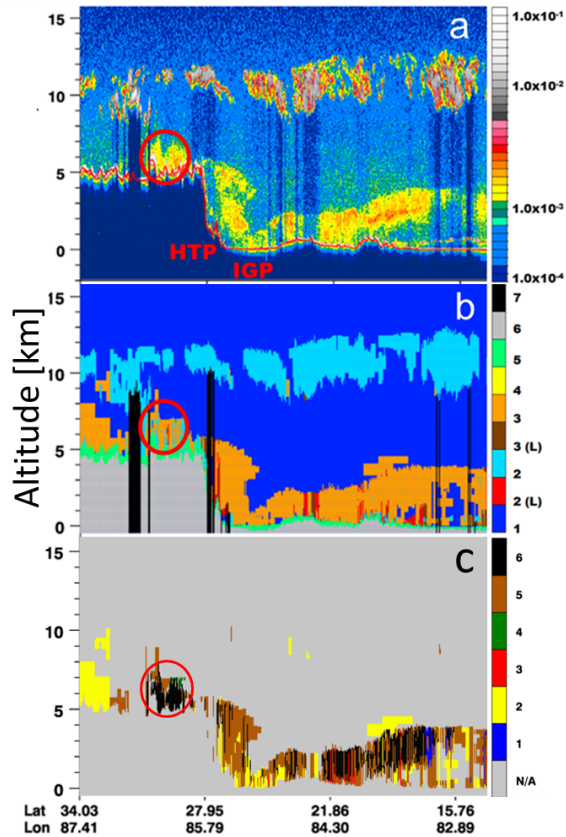 a
15
10
5
0
HTP
IGP
1.0x10-1
1.0x10-2
1.0x10-3
1.0x10-4
Altitude [km]
b
15
10
5
0
7
6
5
4
3
3 (L)
2
2 (L)
1
c
15
10
5
0
6
5
4
3
2
1
N/A
Lat 34.03 27.95 21.86 15.76
Lon 87.41 85.79 84.30 82.89